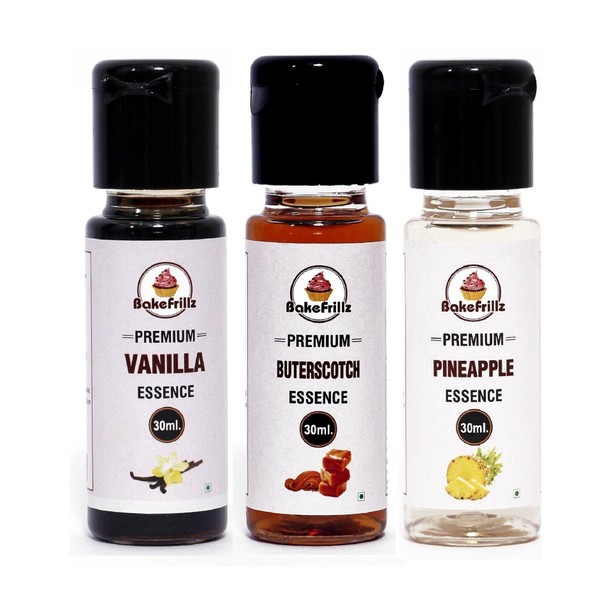 BakeFrillz
PREMIUM
VANILLA
ESSENCE
30ml.
BakeFrillz
PREMIUM
BUTERSCOTCH
ESSENCE
30ml.
BakeFrillz
PREMIUM
PINEAPPLE
ESSENCE
30ml.